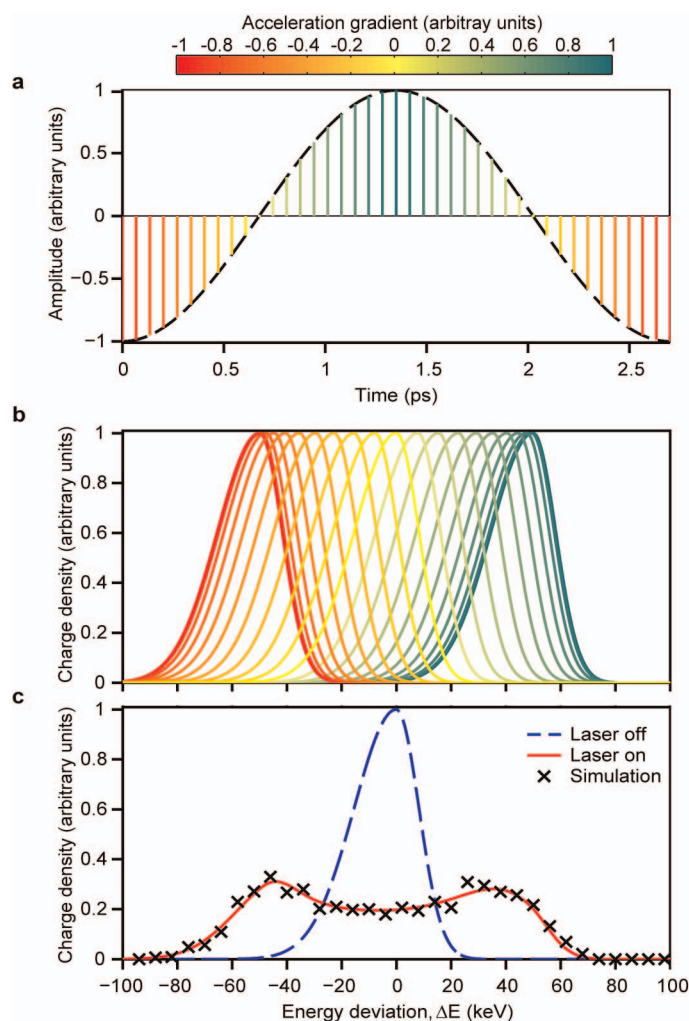 Acceleration gradient (arbitray units)
-1 -0.8 -0.6 -0.4 -0.2 0 0.2 0.4 0.6 0.8 1
a
1
0.5
0
−0.5
−1
Amplitude (arbitrary units)
0 0.5 1 1.5 2 2.5
Time (ps)
b
1
0.8
0.6
0.4
0.2
0
Charge density (arbitrary units)
c
1
0.8
0.6
0.4
0.2
0
Charge density (arbitrary units)
Laser off
Laser on
Simulation
−100 −80 −60 −40 −20 0 20 40 60 80 100
Energy deviation, ΔE (keV)